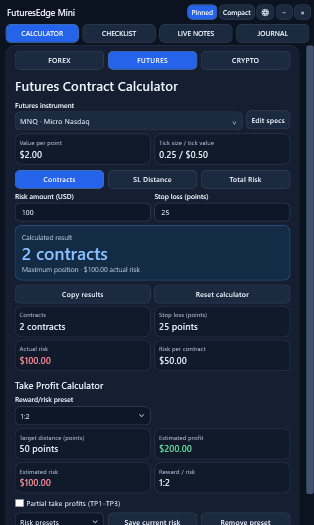 FuturesEdge Mini Pinned Compact
CALCULATOR CHECKLIST LIVE NOTES JOURNAL
FOREX FUTURES CRYPTO
Futures Contract Calculator
Futures instrument
MNQ · Micro Nasdaq Edit specs
Value per point Tick size / tick value
$2.00 0.25 / $0.50
Contracts SL Distance Total Risk
Risk amount (USD) Stop loss (points)
100 25
Calculated result
2 contracts
Maximum position · $100.00 actual risk
Copy results Reset calculator
Contracts Stop loss (points)
2 contracts 25 points
Actual risk Risk per contract
$100.00 $50.00
Take Profit Calculator
Reward/risk preset
1:2
Target distance (points) Estimated profit
50 points $200.00
Estimated risk Reward / risk
$100.00 1:2
Partial take profits (TP1-TP3)
Risk presets Save current risk Remove preset